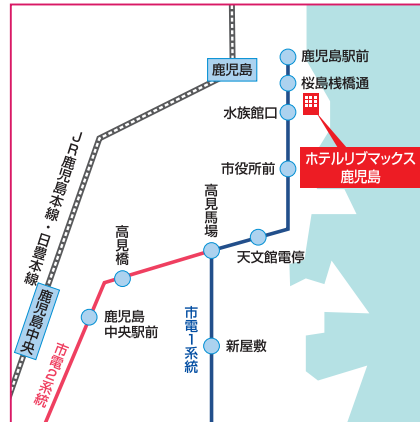 鹿児島
鹿児島駅前
桜島桟橋通
水族館口
ホテルリブマックス
鹿児島
市役所前
JR鹿児島本線・日豊本線
高見馬場
高見橋
天文館電停
鹿児島中央
鹿児島
中央駅前
市電1系統
新屋敷
市電2系統